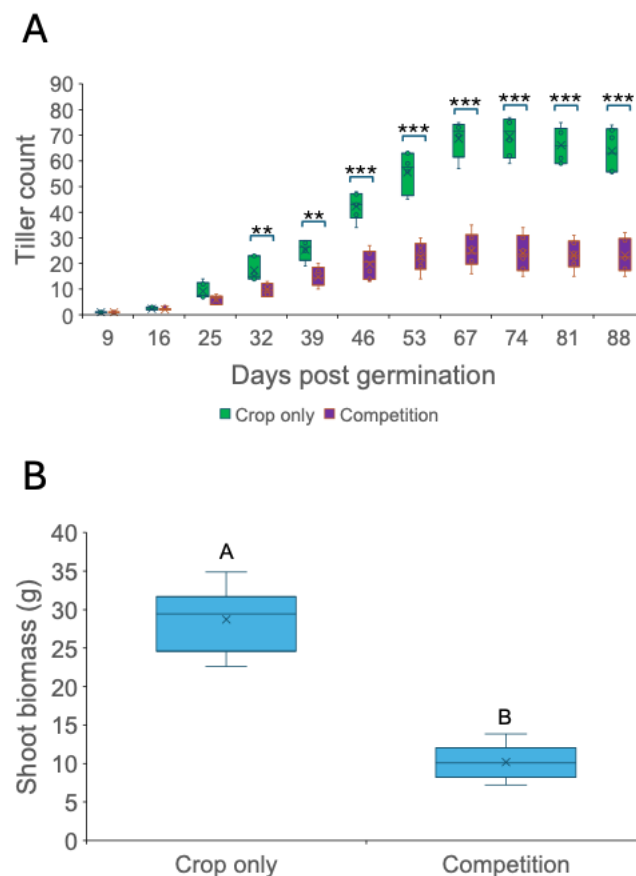 A
90
80
70
60
50
40
30
20
10
0
Tiller count
** ** *** *** *** *** *** ***
9 16 25 32 39 46 53 67 74 81 88
Days post germination
Crop only Competition
B
40
35
30
25
20
15
10
5
0
Shoot biomass (g)
A
B
Crop only Competition